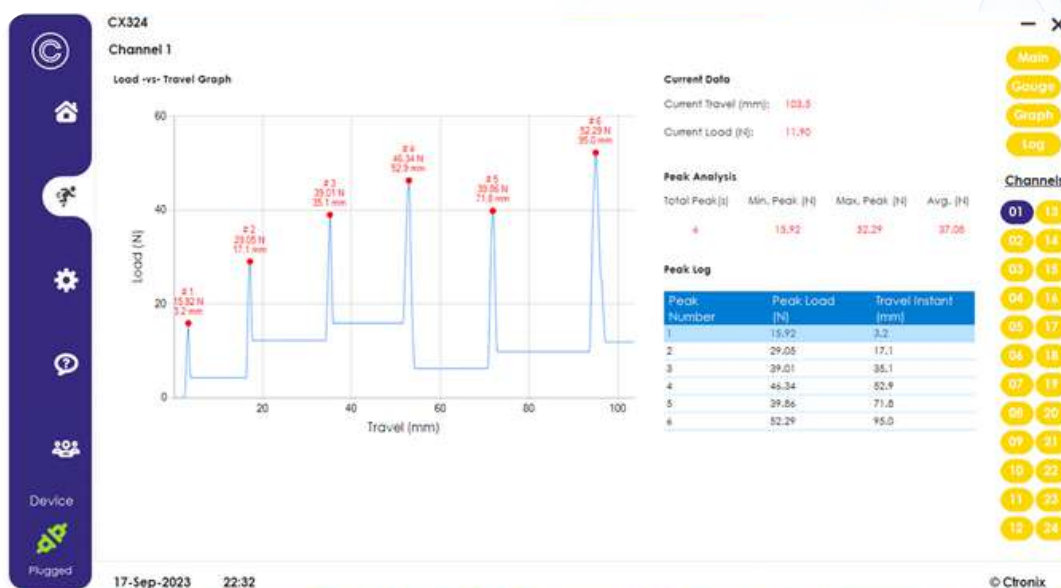 CX324
Channel 1
Load -vs- Travel Graph
60
40
20
0
Load (N)
20
40
60
80
100
Travel (mm)
# 1
15.92 N
3.2 mm
# 2
29.05 N
17.1 mm
# 3
39.01 N
35.1 mm
# 4
46.34 N
52.9 mm
# 5
39.86 N
71.8 mm
# 6
52.29 N
95.0 mm
Current Data
Current Travel (mm): 103.5
Current Load (N): 11.90
Peak Analysis
Total Peak(s) Min. Peak (N) Max. Peak (N) Avg. (N)
6 15.92 52.29 37.08
Peak Log
Peak Number Peak Load (N) Travel Instant (mm)
1 15.92 3.2
2 29.05 17.1
3 39.01 35.1
4 46.34 52.9
5 39.86 71.8
6 52.29 95.0
Main
Gauge
Graph
Log
Channels
01 13
02 14
03 15
04 16
05 17
06 18
07 19
08 20
09 21
10 22
11 23
12 24
Device
Plugged
17-Sep-2023 22:32
© Ctronix